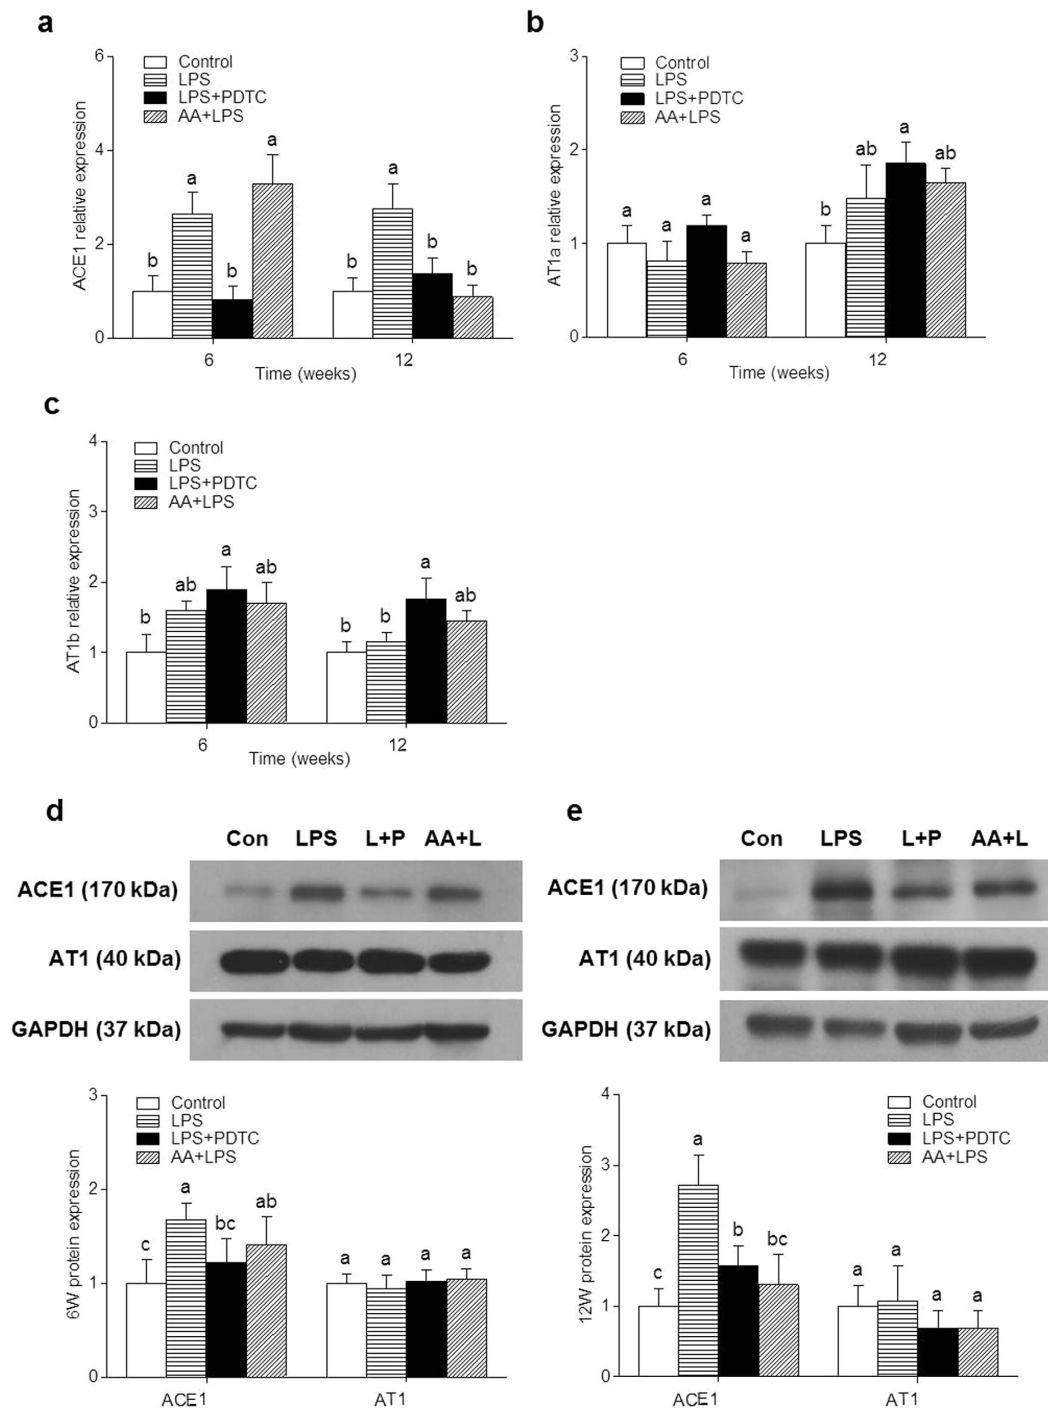 a
6
4
2
0
ACE1 relative expression
Control
LPS
LPS+PDTC
AA+LPS
b a b a
b a b b
6 12
Time (weeks)
b
3
2
1
0
AT1a relative expression
Control
LPS
LPS+PDTC
AA+LPS
a a a a
b ab a ab
6 12
Time (weeks)
c
4
3
2
1
0
AT1b relative expression
Control
LPS
LPS+PDTC
AA+LPS
b ab a ab
b b a ab
6 12
Time (weeks)
d
Con LPS L+P AA+L
ACE1 (170 kDa)
AT1 (40 kDa)
GAPDH (37 kDa)
3
2
1
0
6W protein expression
Control
LPS
LPS+PDTC
AA+LPS
c a bc ab
a a a a
ACE1 AT1
e
Con LPS L+P AA+L
ACE1 (170 kDa)
AT1 (40 kDa)
GAPDH (37 kDa)
4
3
2
1
0
12W protein expression
Control
LPS
LPS+PDTC
AA+LPS
c a b bc
a a a a
ACE1 AT1